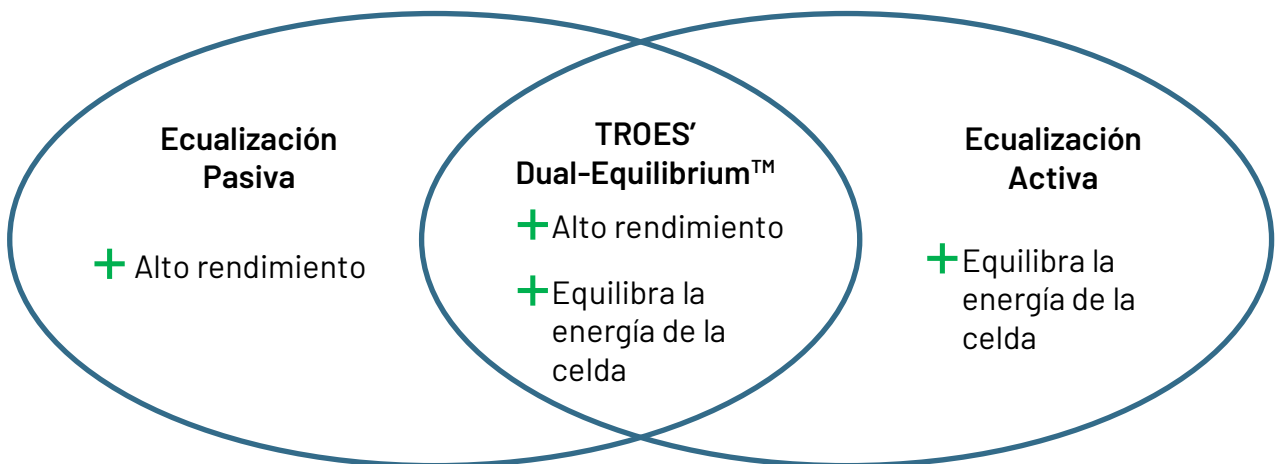 Ecualización
Pasiva
+ Alto rendimiento
TROES’
Dual-Equilibrium™
+ Alto rendimiento
+ Equilibra la
energía de la
celda
Ecualización
Activa
+ Equilibra la
energía de la
celda